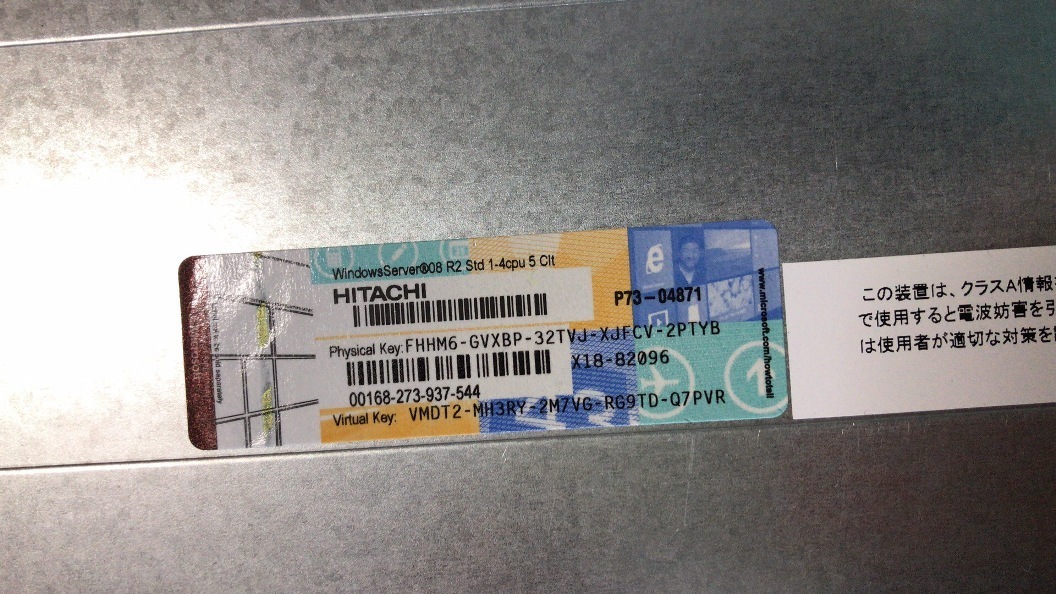 WindowsServer®08 R2 Std 1-4cpu 5 Clt
HITACHI
P73-04871
Physical Key:FHHM6-GVXBP-32TVJ-XJFCV-2PTYB
X18-82096
00168-273-937-544
Virtual Key: VMDT2-MH3RY-2M7VG-RG9TD-Q7PVR
www.microsoft.com/howtotell
この装置は、クラスA情報
で使用すると電波妨害を引
は使用者が適切な対策を